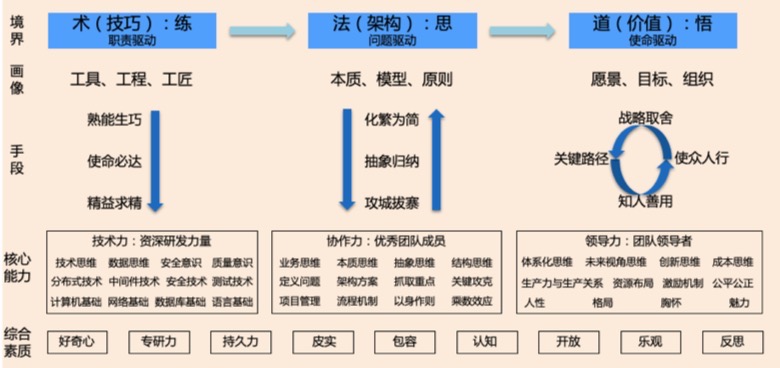 境界
术（技巧）：练
职责驱动
法（架构）：思
问题驱动
道（价值）：悟
使命驱动
画像
工具、工程、工匠
本质、模型、原则
愿景、目标、组织
手段
熟能生巧
使命必达
精益求精
化繁为简
抽象归纳
攻城拔寨
战略取舍
关键路径
使众人行
知人善用
核心能力
技术力：资深研发力量
技术思维 数据思维 安全意识 质量意识
分布式技术 中间件技术 安全技术 测试技术
计算机基础 网络基础 数据库基础 语言基础
协作力：优秀团队成员
业务思维 本质思维 抽象思维 结构思维
定义问题 架构方案 抓取重点 关键攻克
项目管理 流程机制 以身作则 乘数效应
领导力：团队领导者
体系化思维 未来视角思维 创新思维 成本思维
生产力与生产关系 资源布局 激励机制 公平公正
人性 格局 胸怀 魅力
综合素质
好奇心
专研力
持久力
皮实
包容
认知
开放
乐观
反思